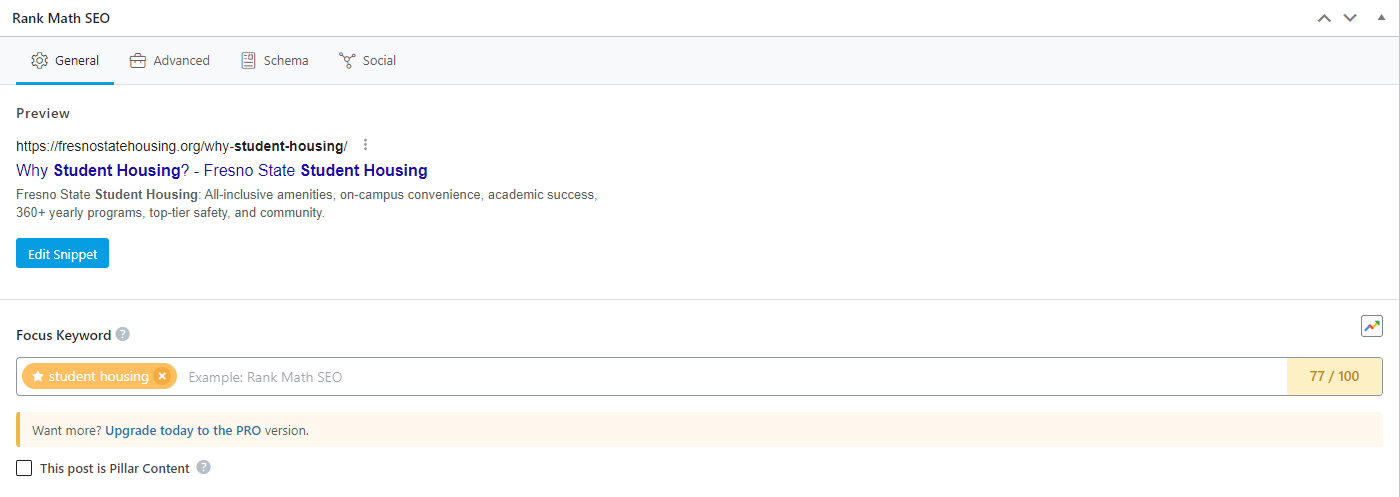 Rank Math SEO
General Advanced Schema Social
Preview
https://fresnostatehousing.org/why-student-housing/
Why Student Housing? - Fresno State Student Housing
Fresno State Student Housing: All-inclusive amenities, on-campus convenience, academic success,
360+ yearly programs, top-tier safety, and community.
Edit Snippet
Focus Keyword ?
student housing Example: Rank Math SEO 77 / 100
Want more? Upgrade today to the PRO version.
This post is Pillar Content ?